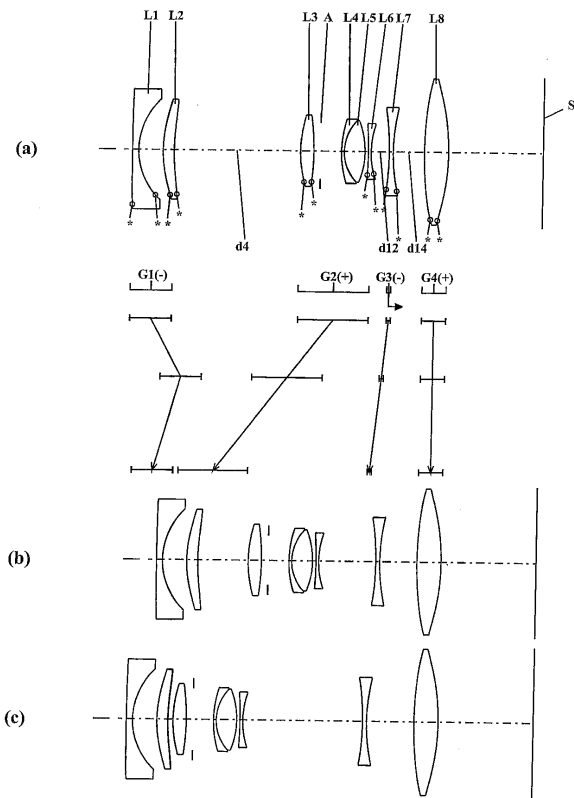 L1 L2 L3 A L4 L5 L6 L7 L8
S
(a)
* * * * * * * * * * * *
d4 d12 d14
G1(-) G2(+) G3(-) G4(+)
(b)
(c)